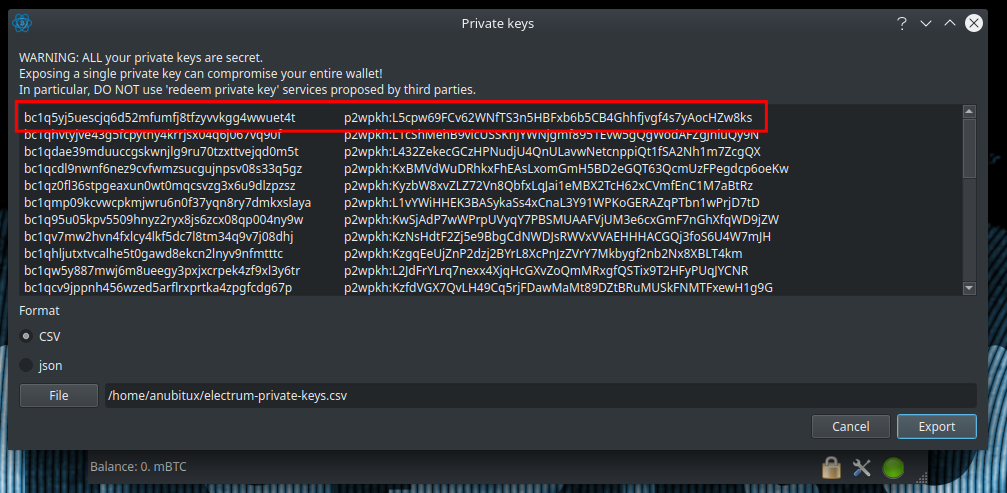 Private keys
WARNING: ALL your private keys are secret.
Exposing a single private key can compromise your entire wallet!
In particular, DO NOT use 'redeem private key' services proposed by third parties.
bc1q5yj5uescjq6d52mfumfj8tfzyvvkgg4wwuet4t p2wpkh:L5cpw69FCv62WNfTS3n5HBFxb6b5CB4Ghhfjvgf4s7yAocHZw8ks
bc1qdae39mduuccgskwnjlg9ru70tzxttvejqd0m5t p2wpkh:L432ZekecGCzHPNudjU4QnULavwNetcnppiQt1fSA2Nh1m7ZcgQX
bc1qcdl9nwnf6nez9cvfwmzsucgujnpsv08s33q5gz p2wpkh:KxBMVdWuDRhkxFhEAsLxomGmH5BD2eGQT63QcmUzFPegdcp6oeKw
bc1qz0fl36stpgeaxun0wt0mqcsvzg3x6u9dlzpzsz p2wpkh:KyzbW8xvZLZ72Vn8QbfxLqJai1eMBX2TcH62xCVmfEnC1M7aBtRz
bc1qmp09kcvwcpkmjwru6n0f37yqn8ry7dmkxslaya p2wpkh:L1vYWiHHEK3BASykaSs4xCnaL3Y91WPKoGERAZqPTbn1wPrjD7tD
bc1q95u05kpv5509hnyz2ryx8js6zcx08qp004ny9w p2wpkh:KwSjAdP7wWPrpUVyqY7PBSMUAAFVjUM3e6cxGmF7nGhXfqWD9jZW
bc1qv7mw2hvn4fxlcy4lkf5dc7l8tm34q9v7j08dhj p2wpkh:KzNsHdtF2Zj5e9BbgCdNWDJsRWVxVVAEHHHACGQj3foS6U4W7mJH
bc1qhljutxtvcalhe5t0gawd8ekcn2lnyv9nfmtttc p2wpkh:KzgqEeUjZnP2dzj2BYrL8XcPnJzZVrY7Mkbygf2nb2Nx8XBLT4km
bc1qw5y887mwj6m8ueegy3pxjxcrpek4zf9xl3y6tr p2wpkh:L2JdFrYLrq7nexx4XjqHcGXvZoQmMRxgfQSTix9T2HFyPUqJYCNR
bc1qcv9jppnh456wzed5arflrxprtka4zpgfcdg67p p2wpkh:KzfdVGX7QvLH49Cq5rjFDawMaMt89DZtBRuMUSkFNMTFxewH1g9G
Format
CSV
json
File /home/anubitux/electrum-private-keys.csv
Cancel Export
Balance: 0. mBTC